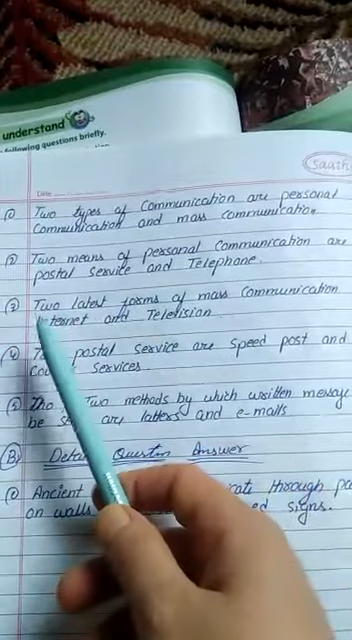 understand
following questions briefly.
Saathi
Date
① Two types of Communication are personal
Communication and mass communication
② Two means of personal Communication are
postal service and Telephone.
③ Two latest forms of mass Communication
Internet and Television
④ postal service are Speed post and
services.
⑤ Two methods by which written message
be are latters and e-mails
Ⓑ Detail Question Answer
① Ancient through
on walls signs.